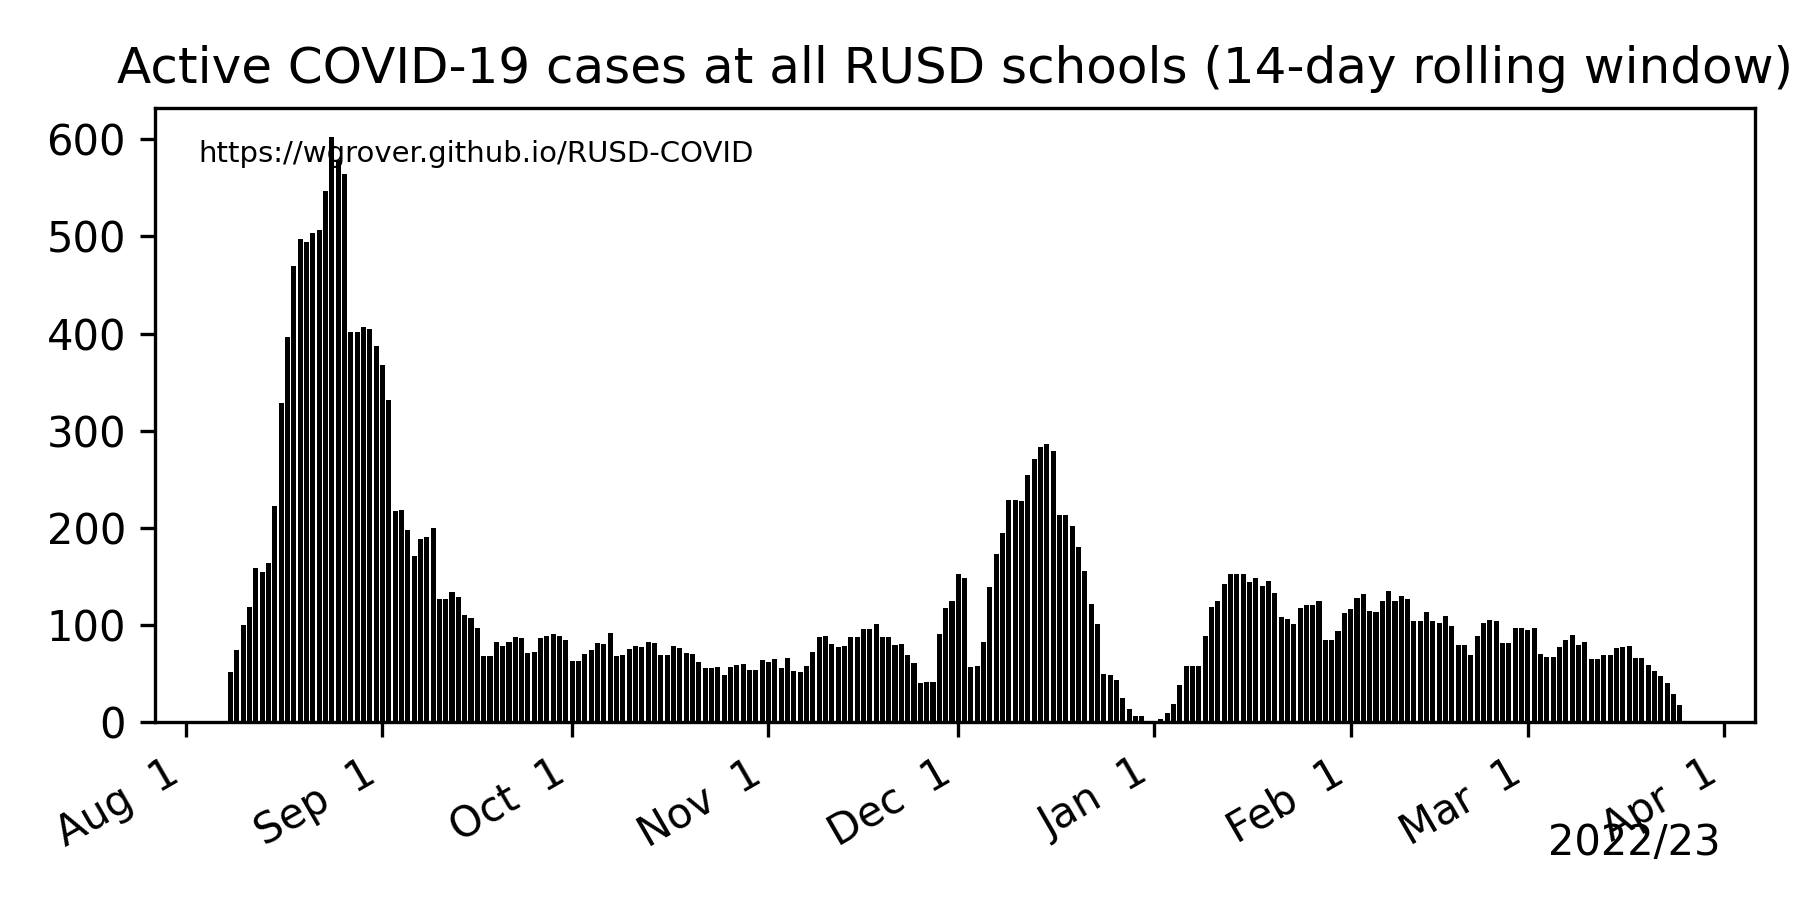 Active COVID-19 cases at all RUSD schools (14-day rolling window)
https://wgrover.github.io/RUSD-COVID
600
500
400
300
200
100
0
Aug 1
Sep 1
Oct 1
Nov 1
Dec 1
Jan 1
Feb 1
Mar 1
Apr 1
2022/23